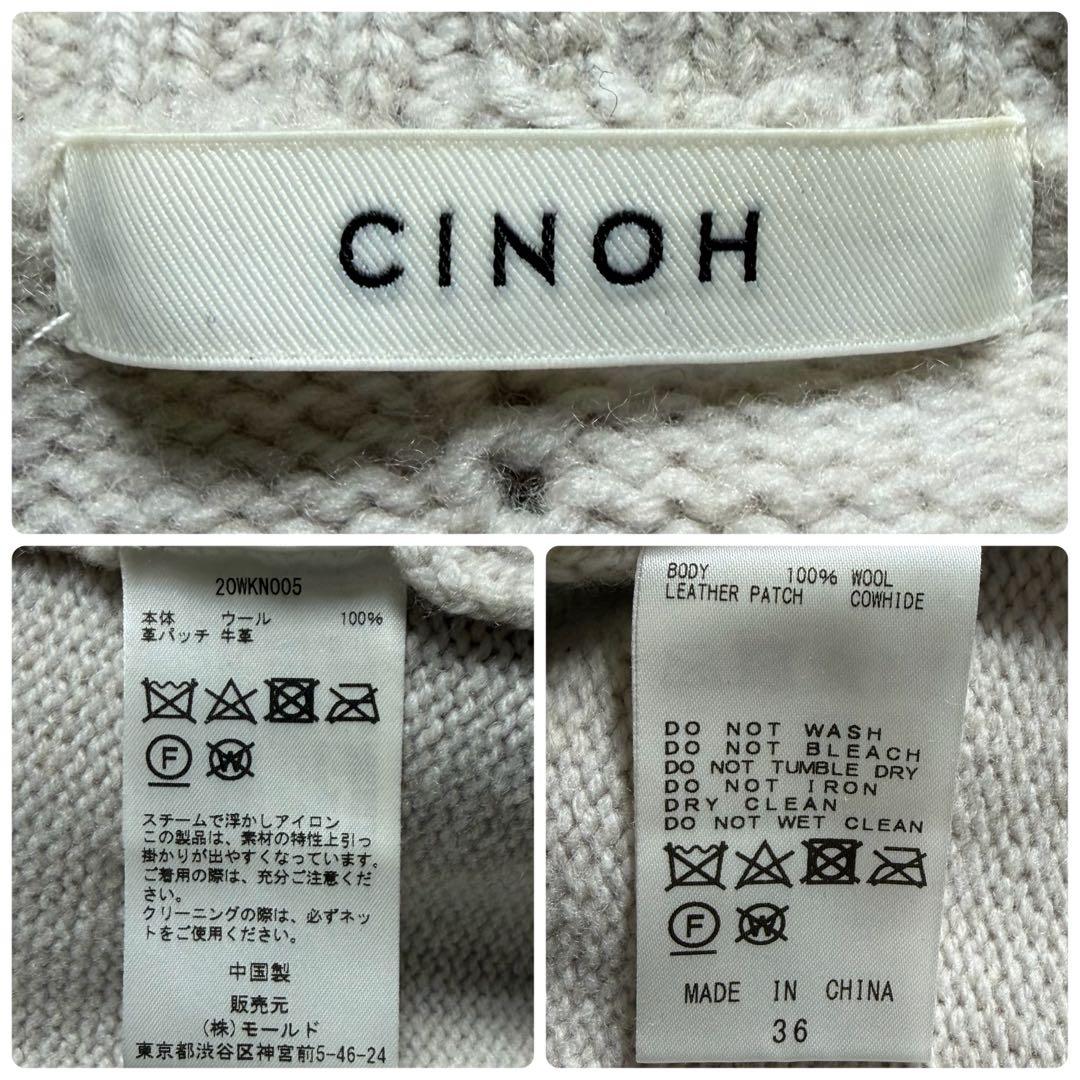 CINOH
20WKN005
本体 ウール 100%
革パッチ 牛革
F W
スチームで浮かしアイロン
この製品は、素材の特性上引っ
掛かりが出やすくなっています。
ご着用の際は、充分ご注意くだ
さい。
クリーニングの際は、必ずネッ
トをご使用ください。
中国製
販売元
(株)モールド
東京都渋谷区神宮前5-46-24
BODY 100% WOOL
LEATHER PATCH COWHIDE
DO NOT WASH
DO NOT BLEACH
DO NOT TUMBLE DRY
DO NOT IRON
DRY CLEAN
DO NOT WET CLEAN
F W
MADE IN CHINA
36